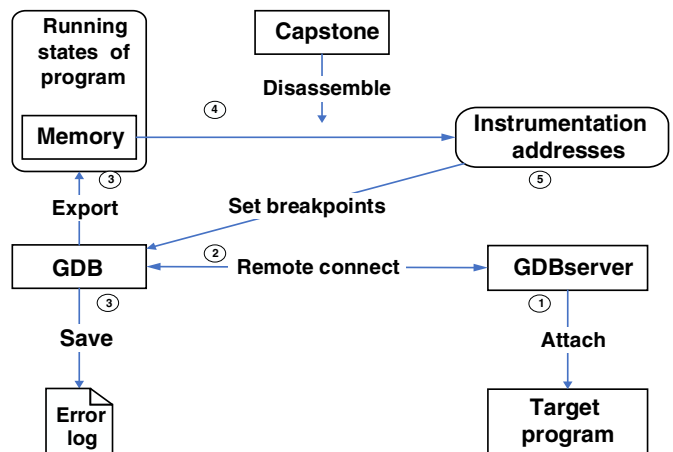 Running
states of
program
Capstone
Disassemble
④
Memory
Instrumentation
addresses
③
⑤
Export
Set breakpoints
②
GDB
Remote connect
GDBserver
③
①
Save
Attach
Error
log
Target
program